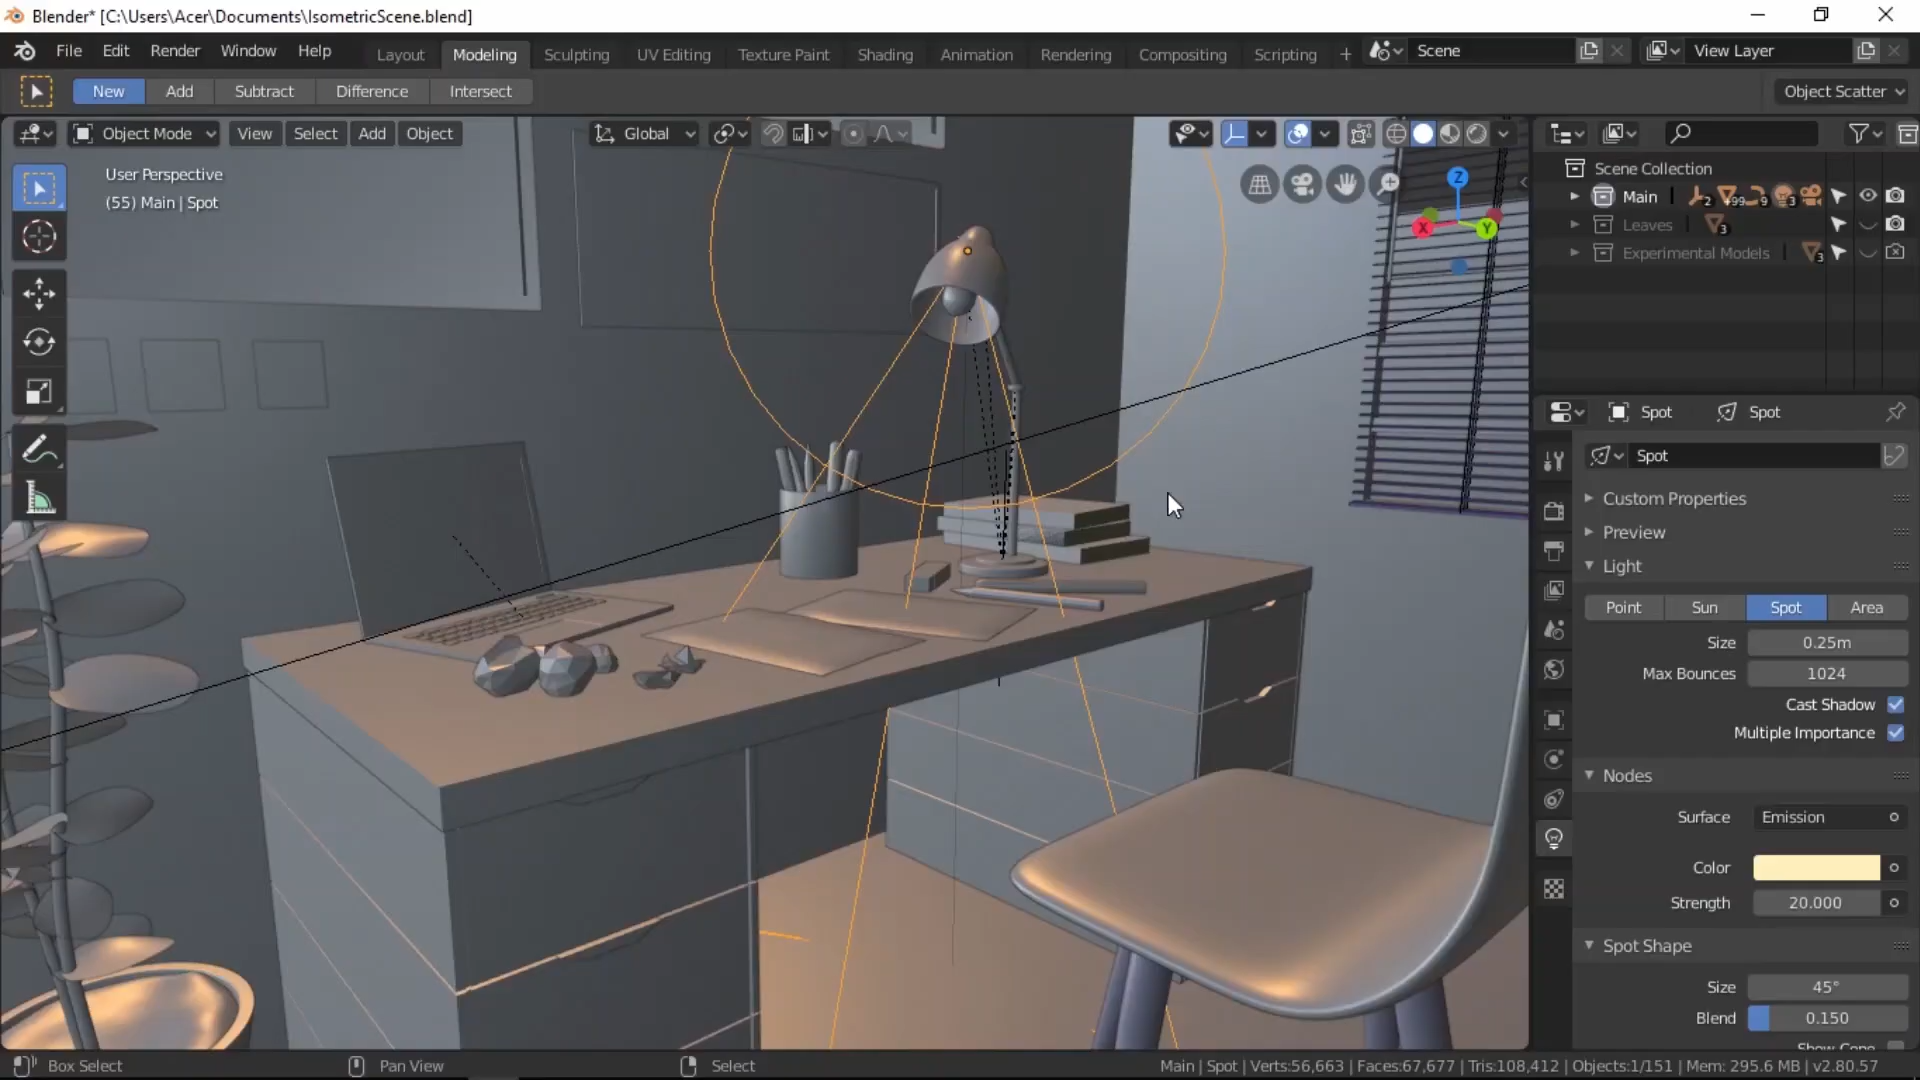 Blender* [C:\Users\Acer\Documents\IsometricScene.blend]
File Edit Render Window Help Layout Modeling Sculpting UV Editing Texture Paint Shading Animation Rendering Compositing Scripting + Scene View Layer
New Add Subtract Difference Intersect Object Scatter
Object Mode View Select Add Object Global
User Perspective
(55) Main | Spot
Z
X
Y
Scene Collection
Main 2 +99 9 3
Leaves 3
Experimental Models 3
Spot Spot
Spot
Custom Properties
Preview
Light
Point Sun Spot Area
Size 0.25m
Max Bounces 1024
Cast Shadow
Multiple Importance
Nodes
Surface Emission
Color
Strength 20.000
Spot Shape
Size 45°
Blend 0.150
Show Cone
Box Select Pan View Select Main | Spot | Verts:56,663 | Faces:67,677 | Tris:108,412 | Objects:1/151 | Mem: 295.6 MB | v2.80.57